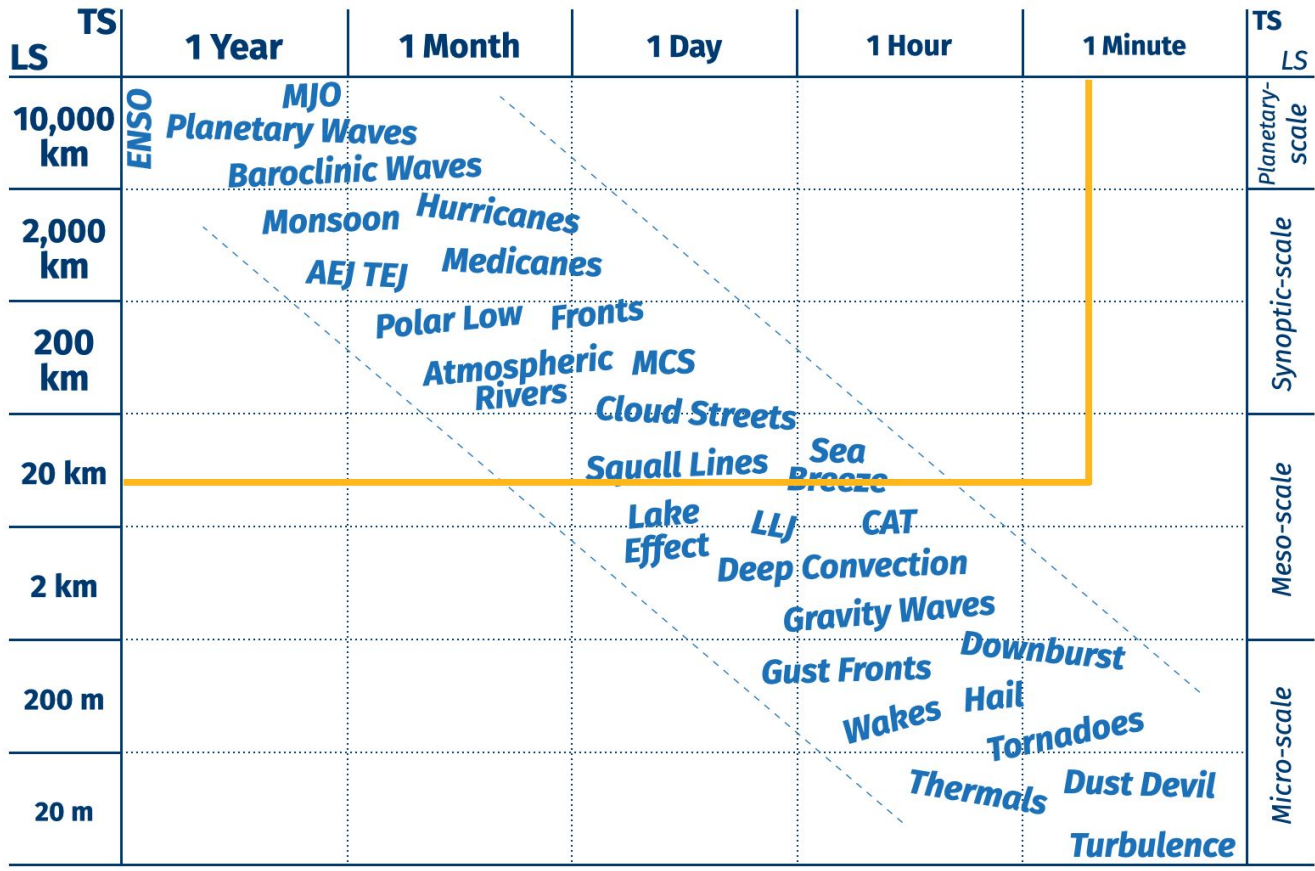 TS
LS
1 Year
1 Month
1 Day
1 Hour
1 Minute
TS
LS
10,000
km
ENSO
MJO
Planetary Waves
Baroclinic Waves
Planetary-
scale
2,000
km
Monsoon
Hurricanes
AEJ TEJ
Medicanes
Synoptic-scale
200
km
Polar Low
Fronts
Atmospheric
Rivers
MCS
Cloud Streets
20 km
Squall Lines
Sea
Breeze
Lake
Effect
LLJ
CAT
Meso-scale
2 km
Deep Convection
Gravity Waves
Downburst
200 m
Gust Fronts
Hail
Wakes
Tornadoes
Micro-scale
20 m
Thermals
Dust Devil
Turbulence